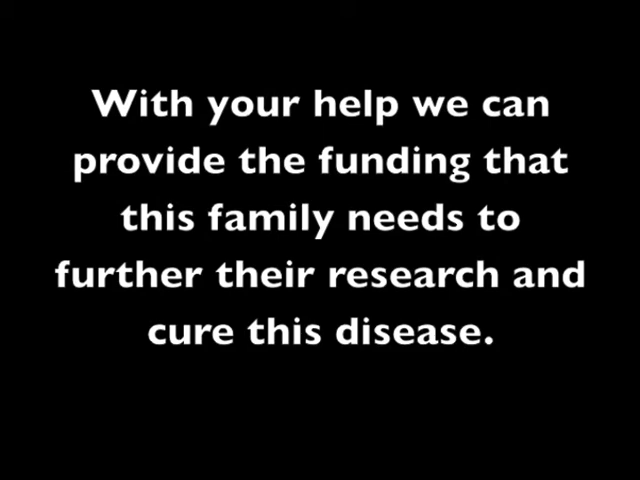 With your help we can
provide the funding that
this family needs to
further their research and
cure this disease.